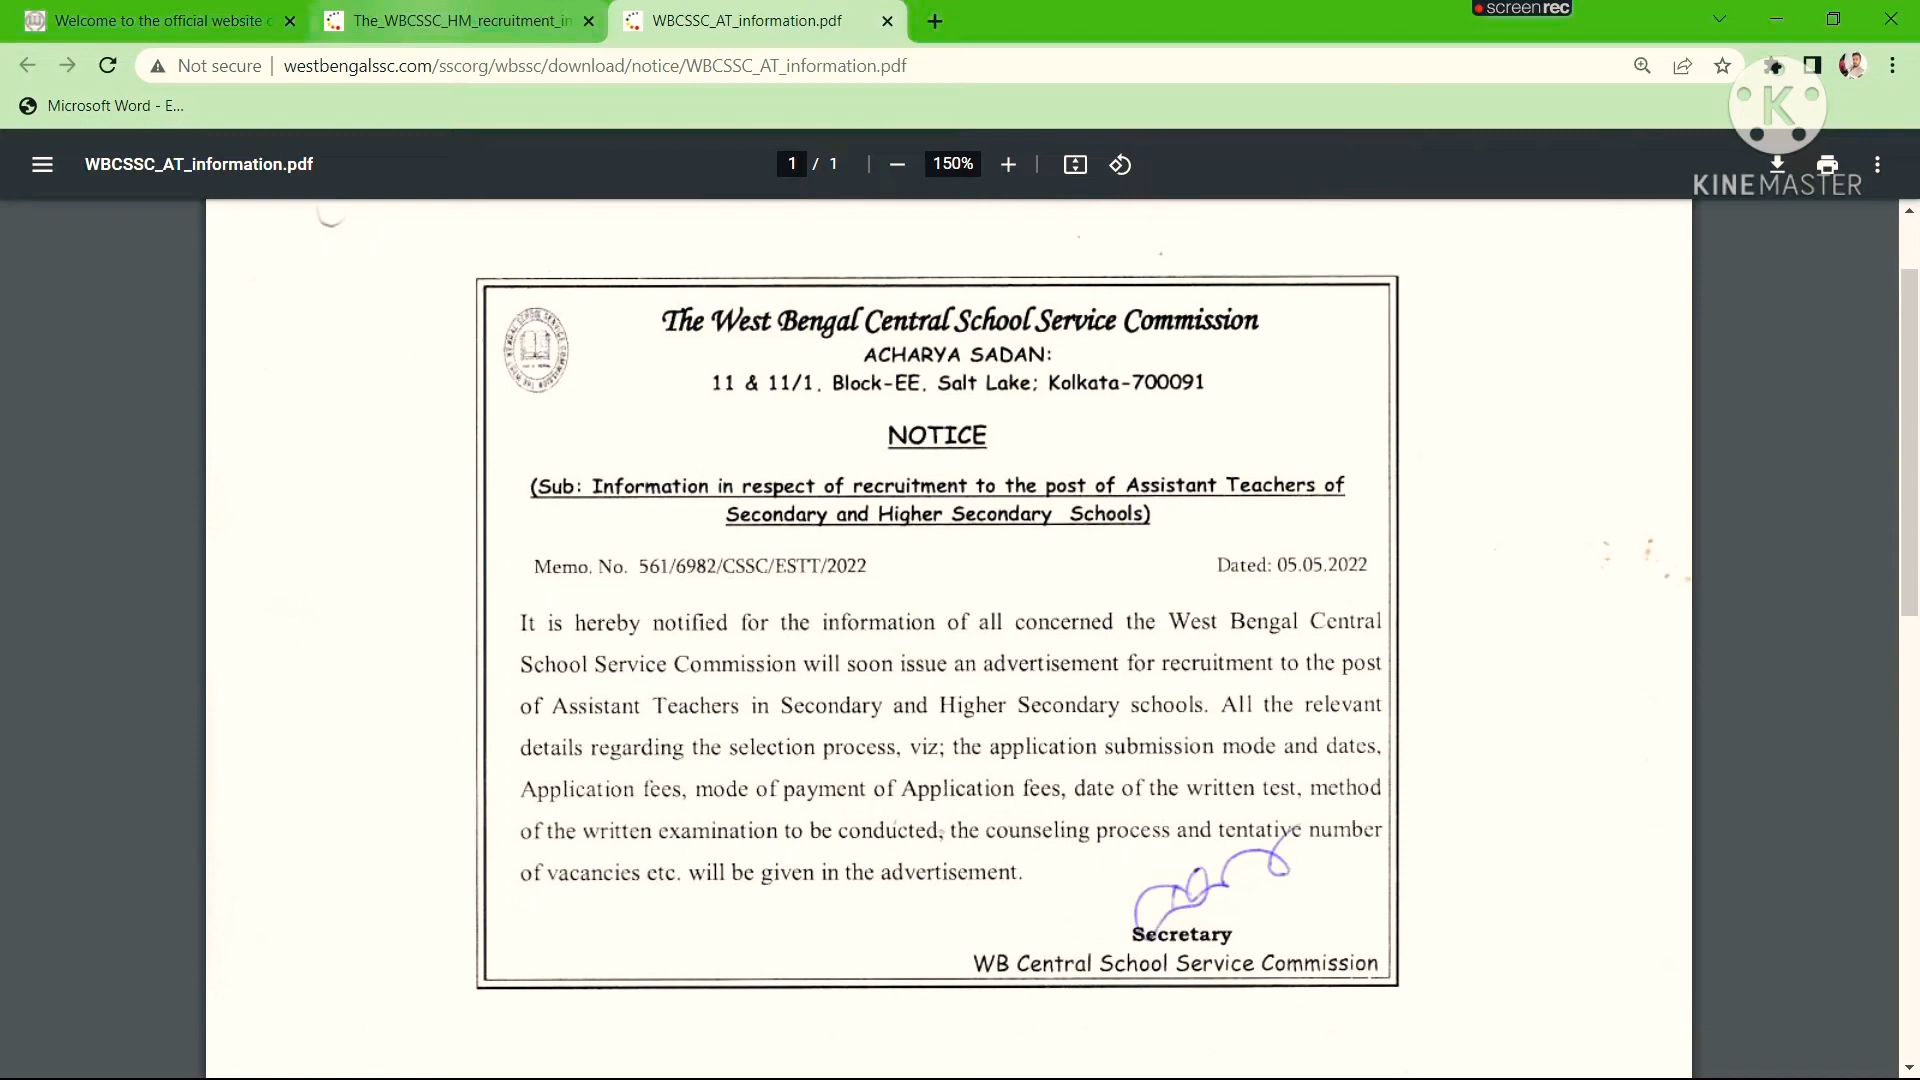 screenrec
Welcome to the official website
The_WBCSSC_HM_recruitment_in
WBCSSC_AT_information.pdf
Not secure
westbengalssc.com/sscorg/wbssc/download/notice/WBCSSC_AT_information.pdf
Microsoft Word - E...
K
KINEMASTER
WBCSSC_AT_information.pdf
1 / 1
150%
The West Bengal Central School Service Commission
ACHARYA SADAN:
11 & 11/1. Block-EE. Salt Lake; Kolkata-700091
NOTICE
(Sub: Information in respect of recruitment to the post of Assistant Teachers of
Secondary and Higher Secondary Schools)
Memo. No. 561/6982/CSSC/ESTT/2022 Dated: 05.05.2022
It is hereby notified for the information of all concerned the West Bengal Central
School Service Commission will soon issue an advertisement for recruitment to the post
of Assistant Teachers in Secondary and Higher Secondary schools. All the relevant
details regarding the selection process, viz; the application submission mode and dates,
Application fees, mode of payment of Application fees, date of the written test, method
of the written examination to be conducted, the counseling process and tentative number
of vacancies etc. will be given in the advertisement.
Secretary
WB Central School Service Commission